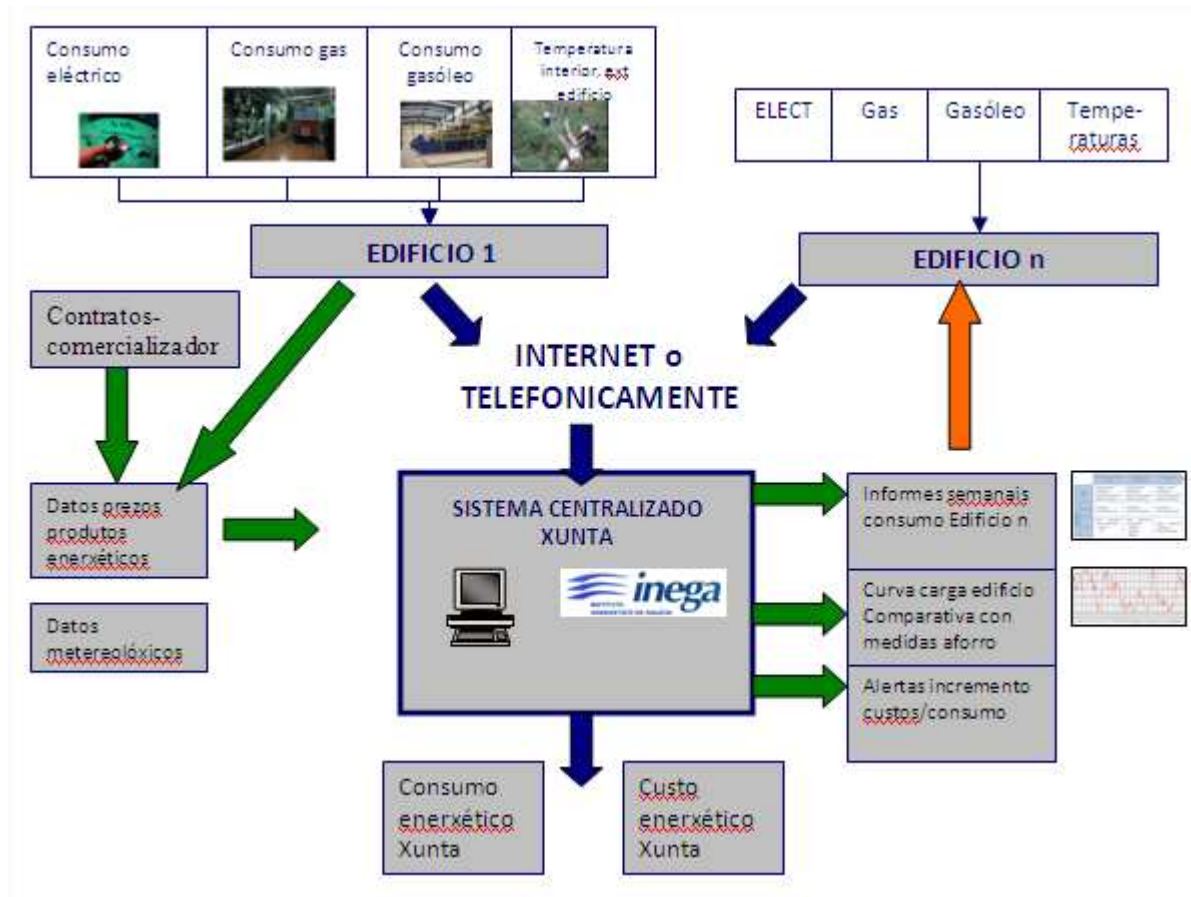 Consumo
eléctrico
Consumo gas
Consumo
gasóleo
Temperatura
interior, ext
edificio
ELECT
Gas
Gasóleo
Tempe-
raturas
EDIFICIO 1
EDIFICIO n
Contratos-
comercializador
INTERNET o
TELEFONICAMENTE
Datos prezos
produtos
enerxéticos
Datos
metereolóxicos
SISTEMA CENTRALIZADO
XUNTA
inega
Informes semanais
consumo Edificio n
Curva carga edificio
Comparativa con
medidas aforro
Alertas incremento
custos/consumo
Consumo
enerxético
Xunta
Custo
enerxético
Xunta